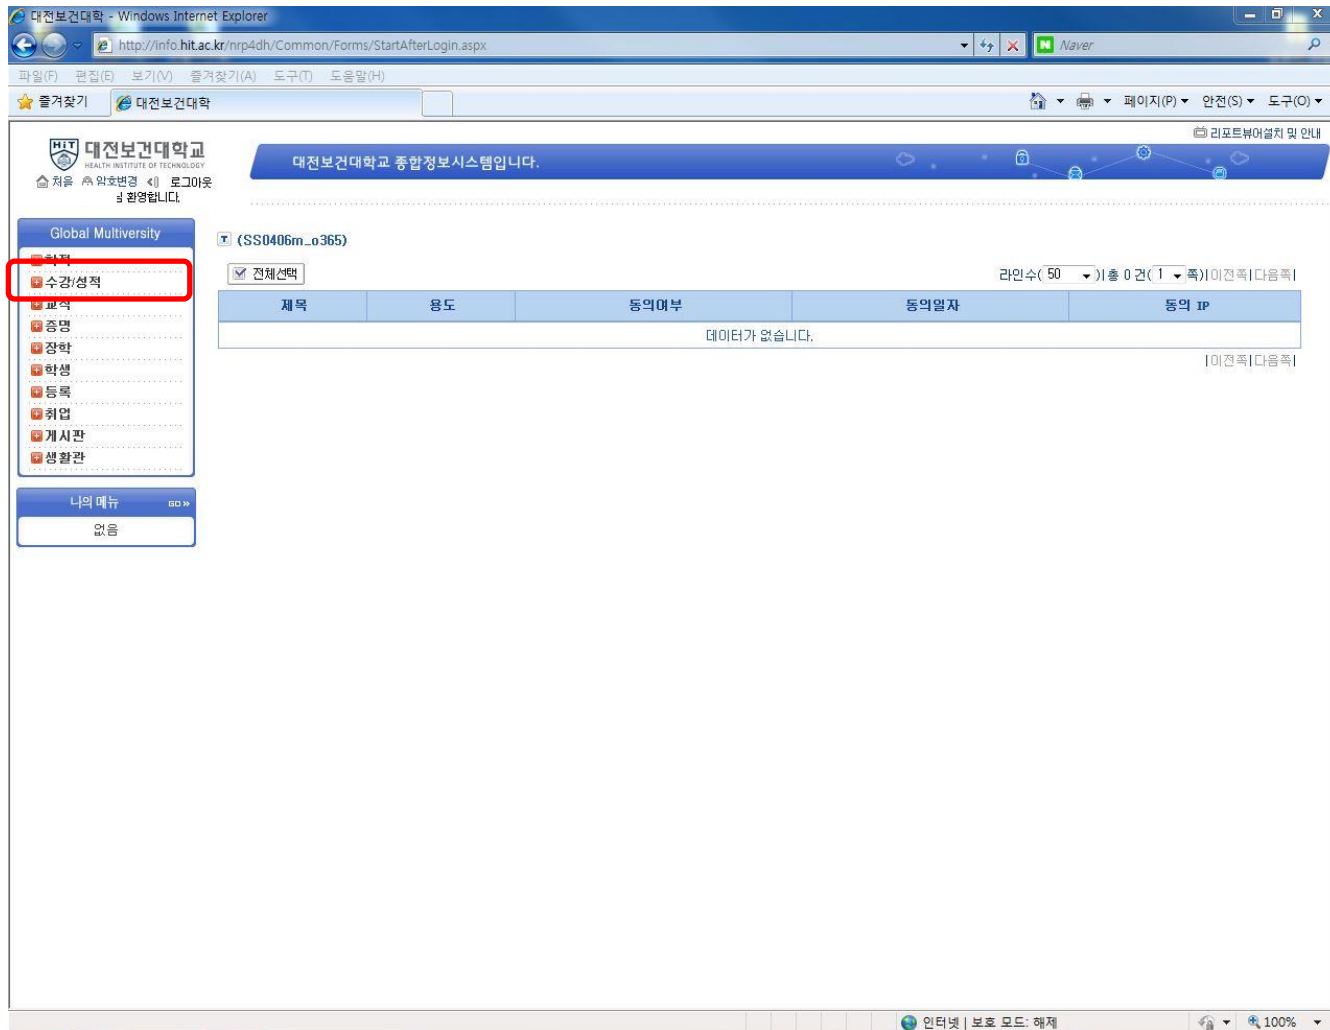 대전보건대학 - Windows Internet Explorer
http://info.hit.ac.kr/nrp4dh/Common/Forms/StartAfterLogin.aspx
Naver
파일(F) 편집(E) 보기(V) 즐겨찾기(A) 도구(T) 도움말(H)
즐겨찾기 대전보건대학 페이지(P) 안전(S) 도구(O)
리포트뷰어설치 및 안내
HiT 대전보건대학교
HEALTH INSTITUTE OF TECHNOLOGY
대전보건대학교 종합정보시스템입니다.
처음 암호변경 로그아웃
환영합니다.
Global Multiversity
학적
수강/성적
교직
증명
장학
학생
등록
취업
게시판
생활관
나의 메뉴 GO »
없음
(SS0406m_o365)
전체선택 라인수( 50 )|총 0 건( 1 쪽)|이전쪽|다음쪽|
제목 용도 동의여부 동의일자 동의 IP
데이터가 없습니다.
|이전쪽|다음쪽|
인터넷 | 보호 모드: 해제 100%